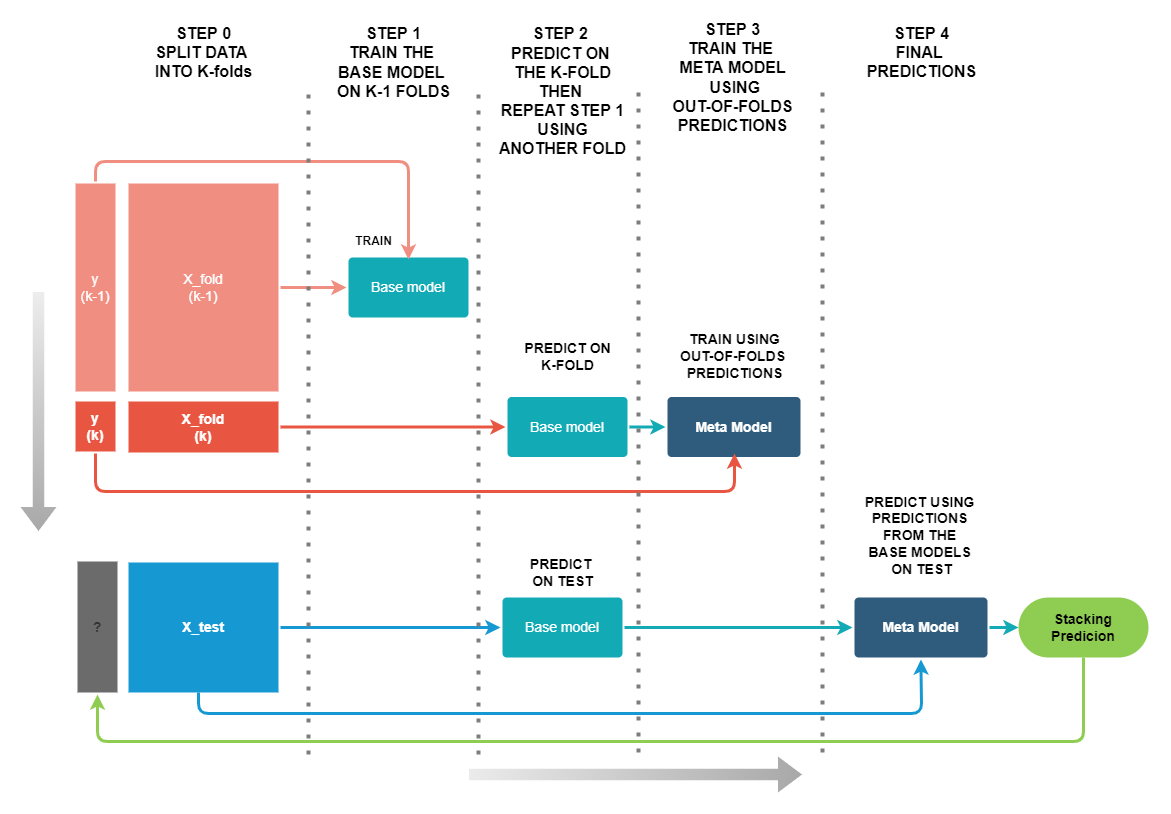 STEP 0
SPLIT DATA
INTO K-folds
STEP 1
TRAIN THE
BASE MODEL
ON K-1 FOLDS
STEP 2
PREDICT ON
THE K-FOLD
THEN
REPEAT STEP 1
USING
ANOTHER FOLD
STEP 3
TRAIN THE
META MODEL
USING
OUT-OF-FOLDS
PREDICTIONS
STEP 4
FINAL
PREDICTIONS
y
(k-1)
X_fold
(k-1)
TRAIN
Base model
y
(k)
X_fold
(k)
PREDICT ON
K-FOLD
Base model
TRAIN USING
OUT-OF-FOLDS
PREDICTIONS
Meta Model
?
X_test
PREDICT
ON TEST
Base model
PREDICT USING
PREDICTIONS
FROM THE
BASE MODELS
ON TEST
Meta Model
Stacking
Predicion